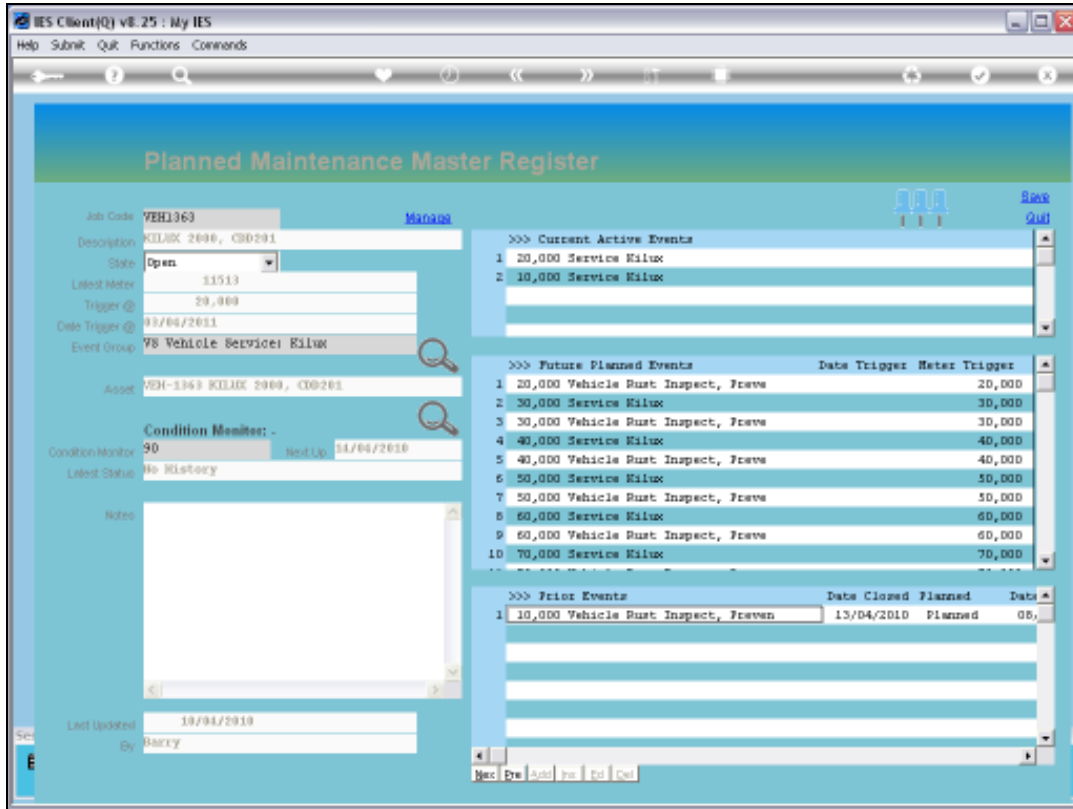 IES Client(Q) v8.25 : My IES
Help Submit Quit Functions Commands
Planned Maintenance Master Register
Save
Quit
Job Code VEH1363 Manage
Description KILUX 2000, CDD201
State Open
Latest Meter 11513
Trigger @ 20,000
Date Trigger @ 03/04/2011
Event Group V8 Vehicle Service: Kilux
Asset VEH-1363 KILUX 2000, CDD201
Condition Monitor: -
Condition Monitor 90 Next Up 14/04/2010
Latest Status No History
Notes
Last Updated 10/04/2010
By Barry
>>> Current Active Events
1 20,000 Service Kilux
2 10,000 Service Kilux
>>> Future Planned Events Date Trigger Meter Trigger
1 20,000 Vehicle Rust Inspect, Preve 20,000
2 30,000 Service Kilux 30,000
3 30,000 Vehicle Rust Inspect, Preve 30,000
4 40,000 Service Kilux 40,000
5 40,000 Vehicle Rust Inspect, Preve 40,000
6 50,000 Service Kilux 50,000
7 50,000 Vehicle Rust Inspect, Preve 50,000
8 60,000 Service Kilux 60,000
9 60,000 Vehicle Rust Inspect, Preve 60,000
10 70,000 Service Kilux 70,000
>>> Prior Events Date Closed Planned Date
1 10,000 Vehicle Rust Inspect, Preven 13/04/2010 Planned 08,
Nex Pre Add Ins Ed Del